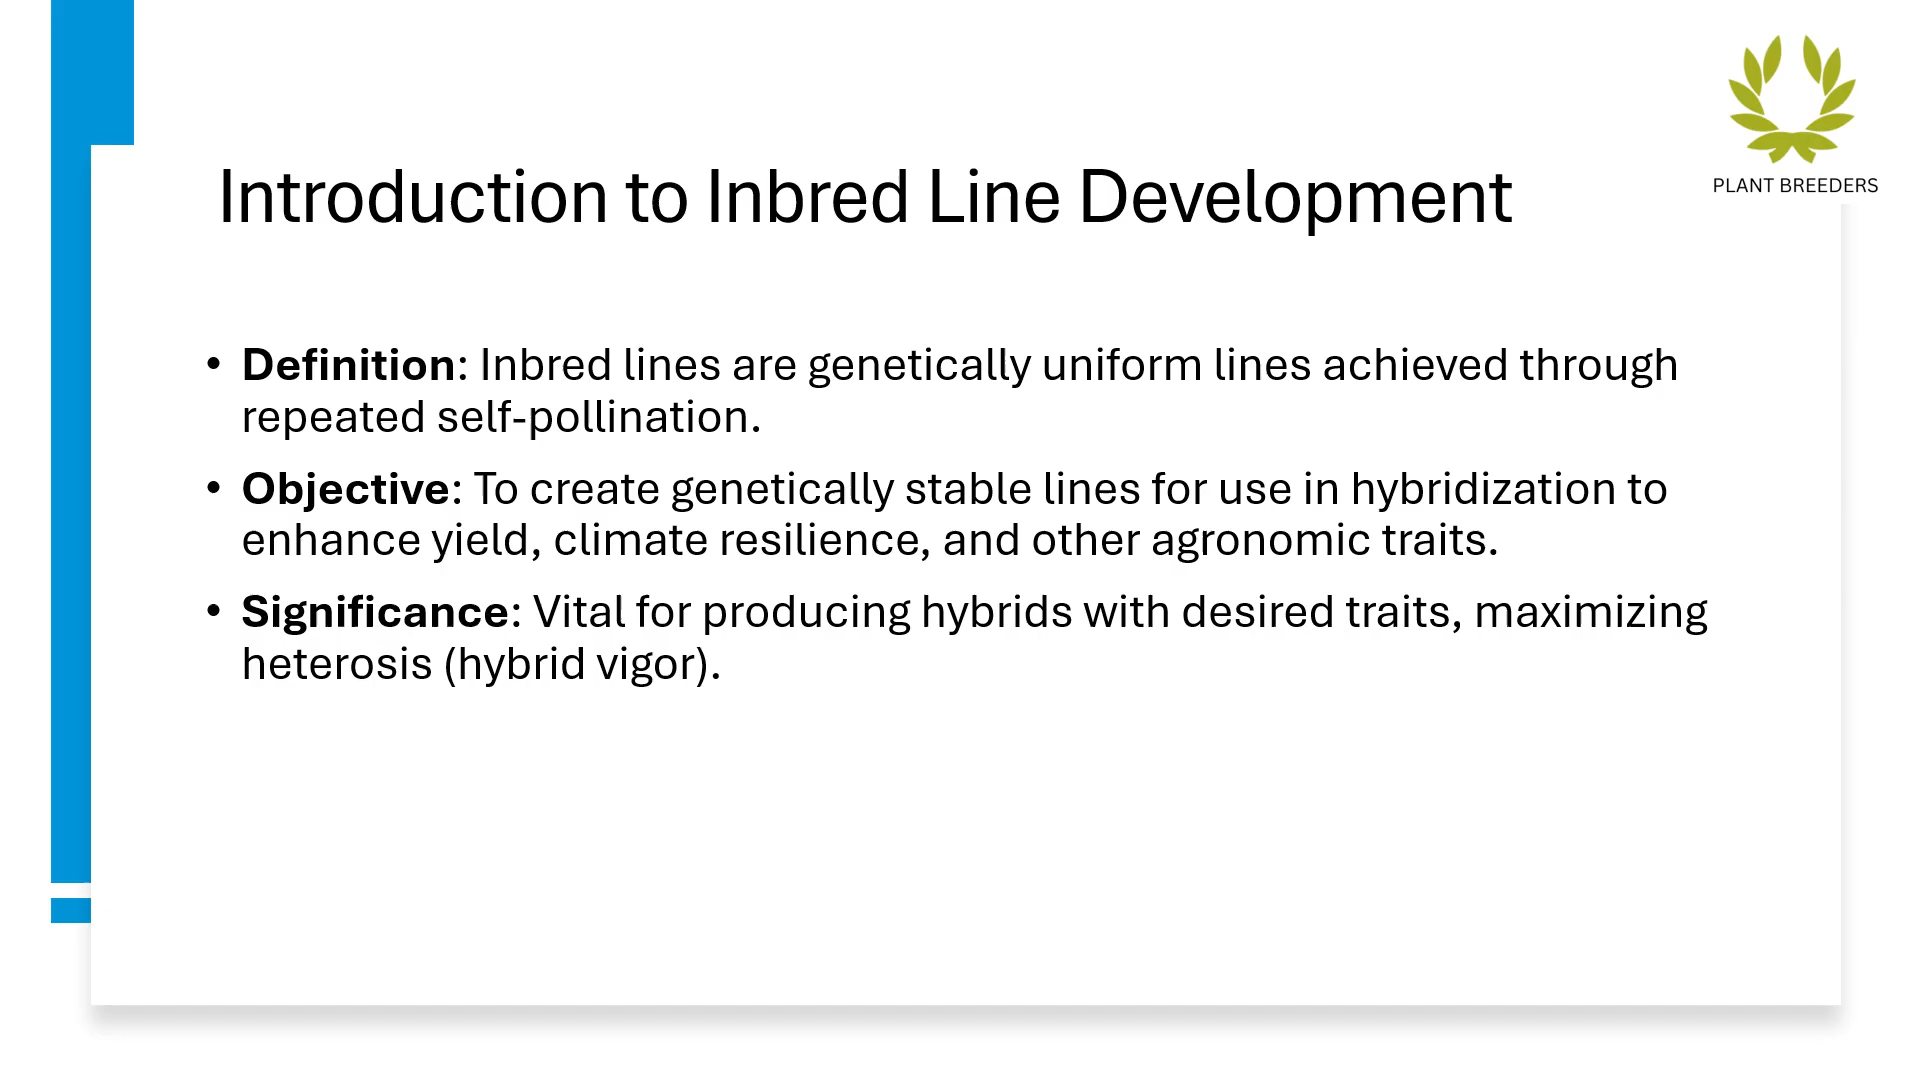 PLANT BREEDERS
Introduction to Inbred Line Development
• Definition: Inbred lines are genetically uniform lines achieved through
repeated self-pollination.
• Objective: To create genetically stable lines for use in hybridization to
enhance yield, climate resilience, and other agronomic traits.
• Significance: Vital for producing hybrids with desired traits, maximizing
heterosis (hybrid vigor).